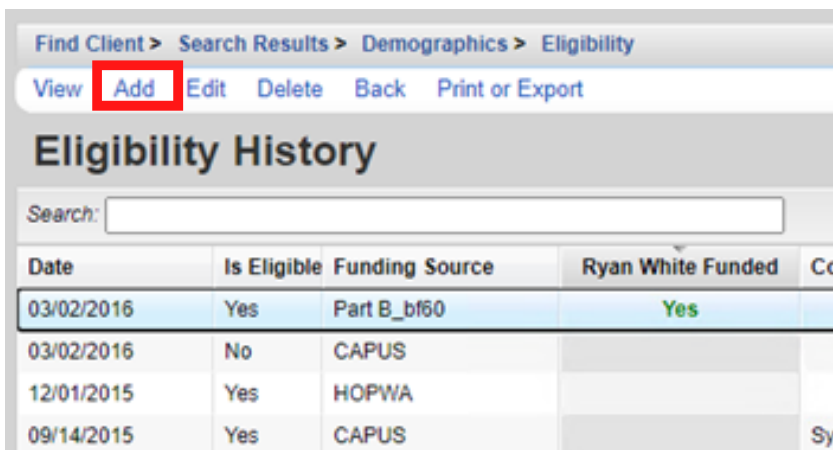 Find Client > Search Results > Demographics > Eligibility
View Add Edit Delete Back Print or Export
Eligibility History
Search:
Date Is Eligible Funding Source Ryan White Funded Co
03/02/2016 Yes Part B_bf60 Yes
03/02/2016 No CAPUS
12/01/2015 Yes HOPWA
09/14/2015 Yes CAPUS Sy